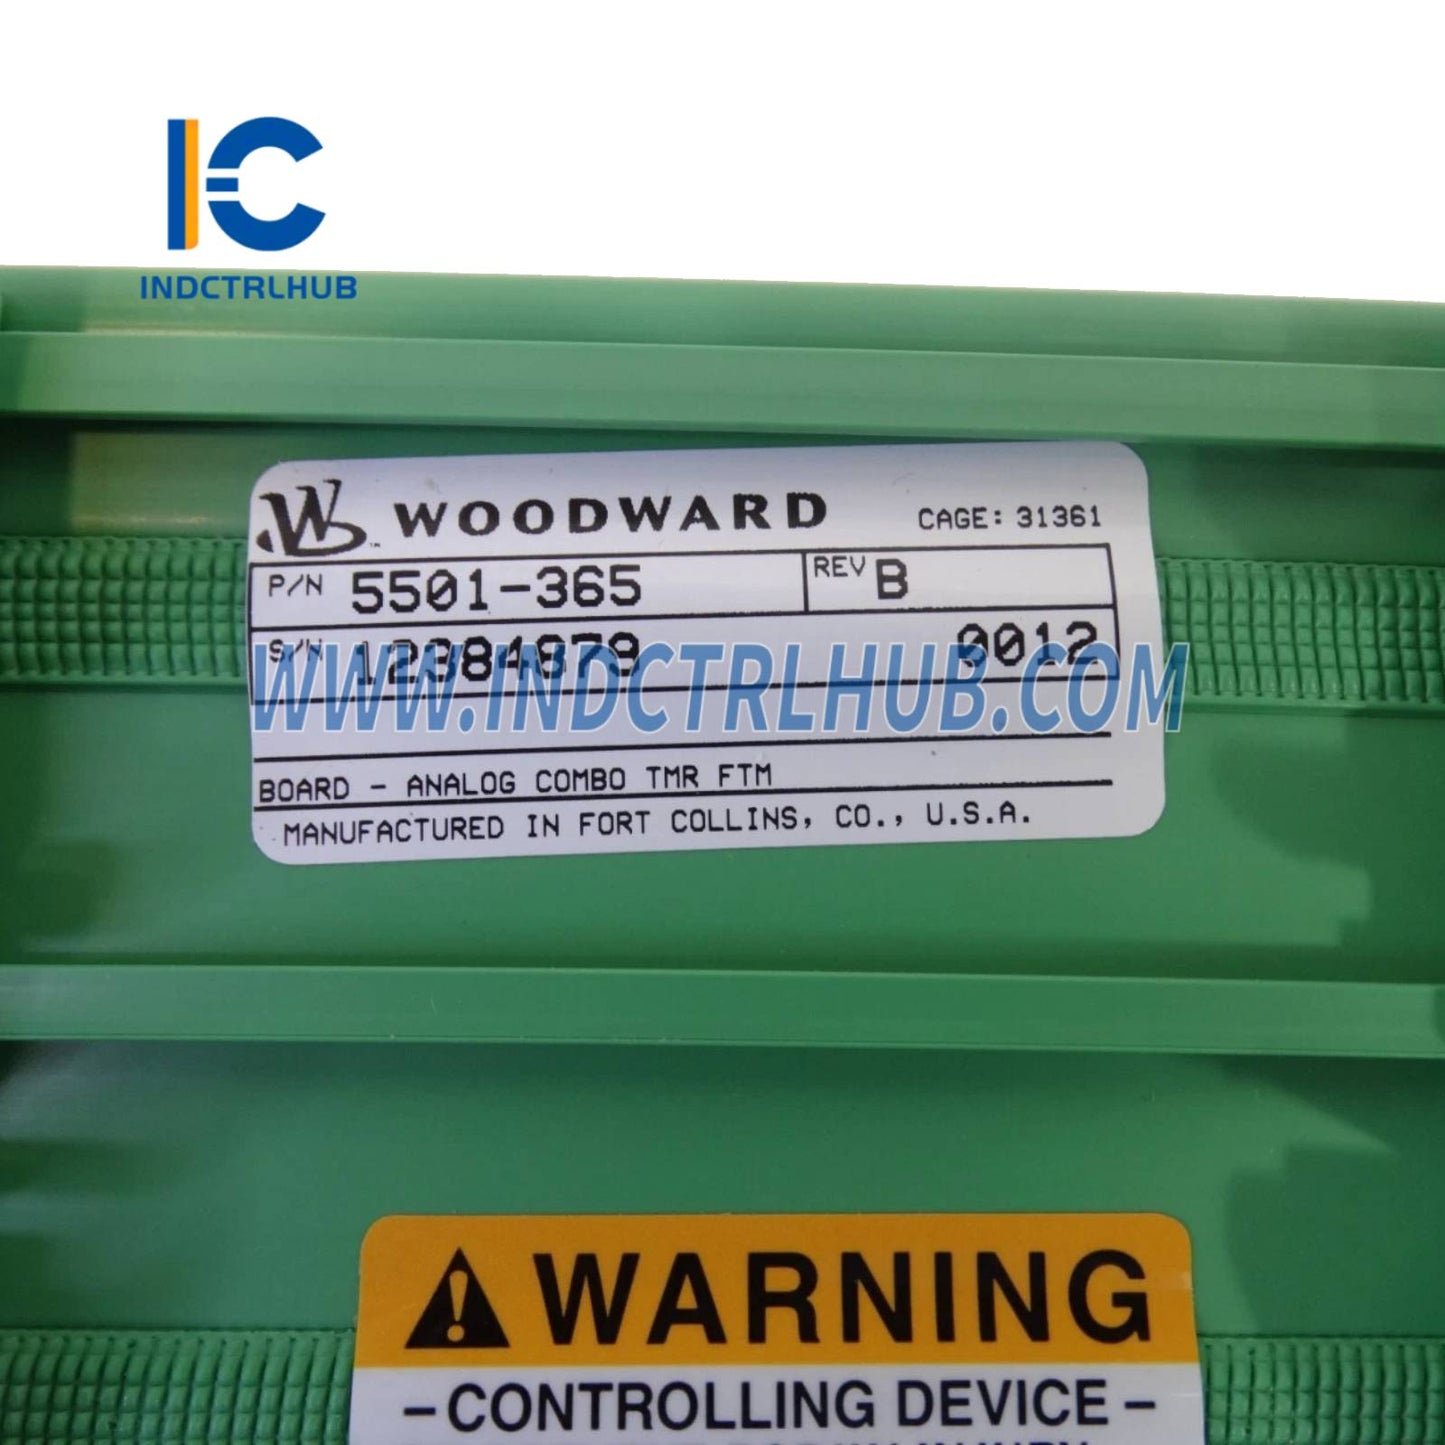 INDCTRLHUB
WOODWARD CAGE: 31361
P/N 5501-365 REV B
S/N 12384879 0012
WWW.INDCTRLHUB.COM
BOARD - ANALOG COMBO TMR FTM
MANUFACTURED IN FORT COLLINS, CO., U.S.A.
WARNING
-CONTROLLING DEVICE-